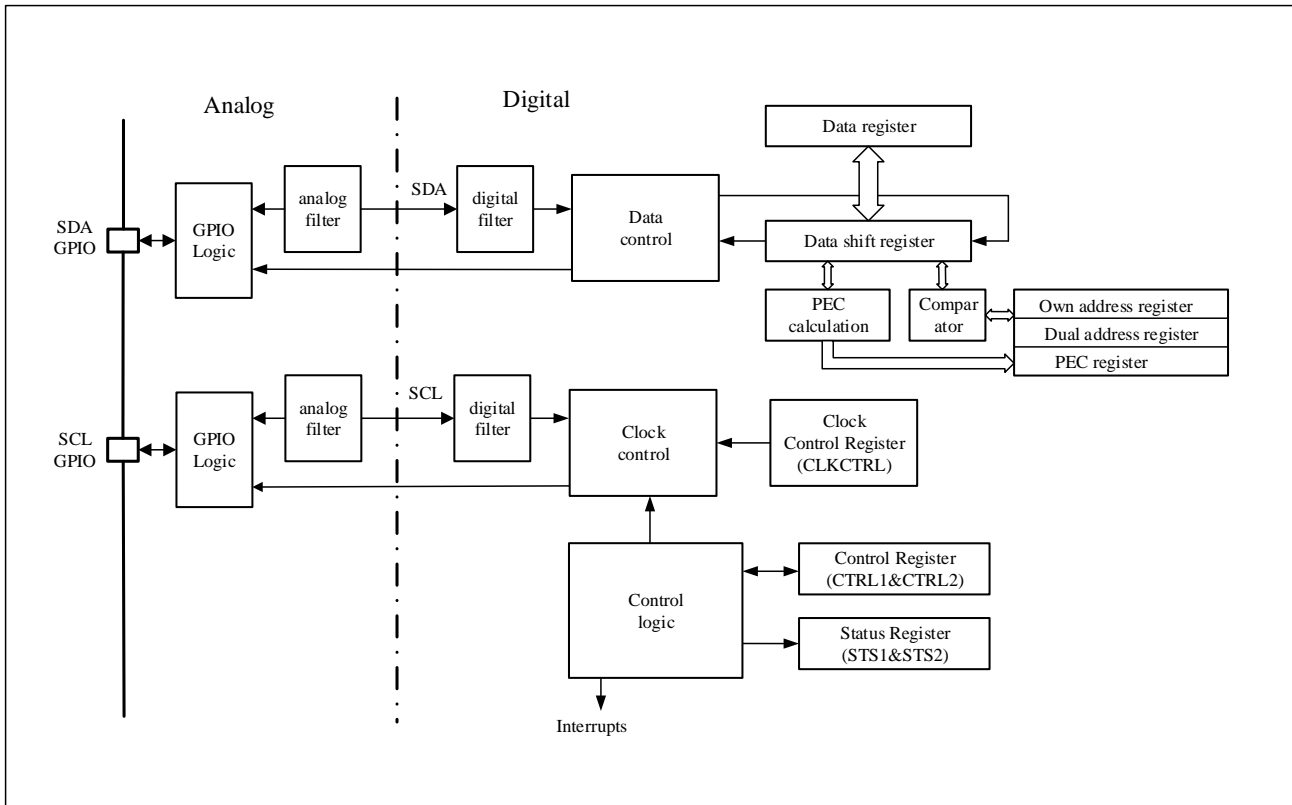 Analog
Digital
Data register
SDA
GPIO
GPIO
Logic
analog
filter
SDA
digital
filter
Data
control
Data shift register
PEC
calculation
Compar
ator
Own address register
Dual address register
PEC register
SCL
GPIO
GPIO
Logic
analog
filter
SCL
digital
filter
Clock
control
Clock
Control Register
(CLKCTRL)
Control
logic
Control Register
(CTRL1&CTRL2)
Status Register
(STS1&STS2)
Interrupts